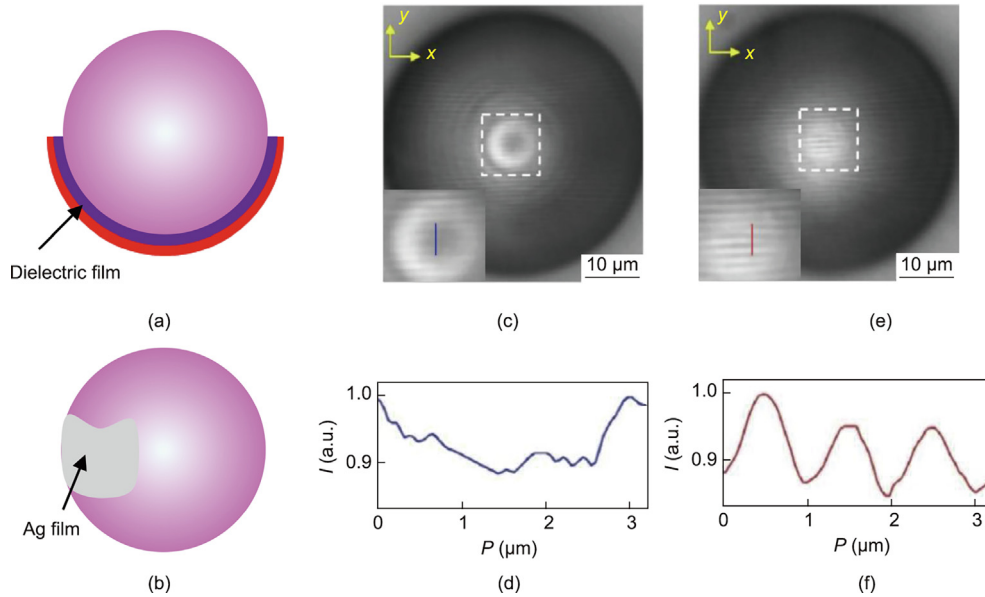 Dielectric film
(a)
y
x
10 µm
(c)
y
x
10 µm
(e)
Ag film
(b)
I (a.u.)
1.0
0.9
0
1
2
3
P (µm)
(d)
I (a.u.)
1.0
0.9
0
1
2
3
P (µm)
(f)